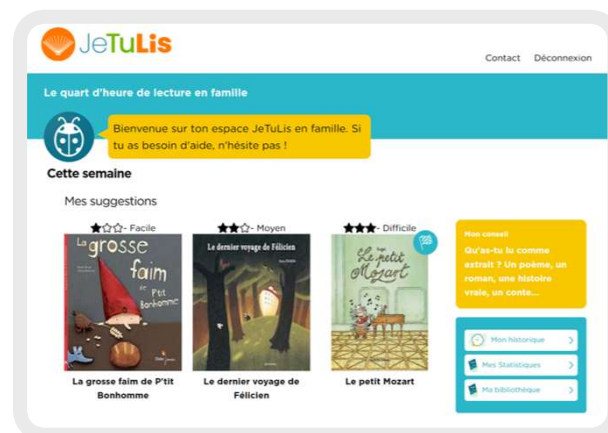 JeTuLis
Contact Déconnexion
Le quart d'heure de lecture en famille
Bienvenue sur ton espace JeTuLis en famille. Si
tu as besoin d'aide, n'hésite pas !
Cette semaine
Mes suggestions
★☆☆- Facile
★★☆- Moyen
★★★- Difficile
La grosse
faim
de P'tit
Bonhomme
Le dernier voyage de Félicien
Le petit
Mozart
La grosse faim de P'tit
Bonhomme
Le dernier voyage de
Félicien
Le petit Mozart
Mon conseil
Qu'as-tu lu comme
extrait ? Un poème, un
roman, une histoire
vraie, un conte...
Mon historique
Mes Statistiques
Ma bibliothèque